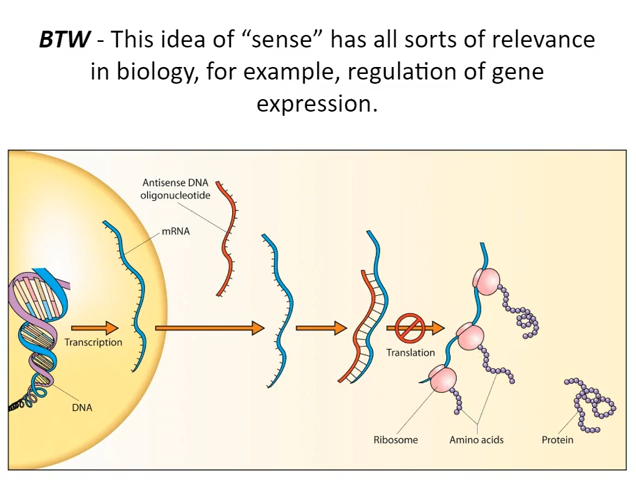 BTW - This idea of “sense” has all sorts of relevance
in biology, for example, regulation of gene
expression.
Antisense DNA
oligonucleotide
mRNA
Transcription
Translation
DNA
Ribosome
Amino acids
Protein